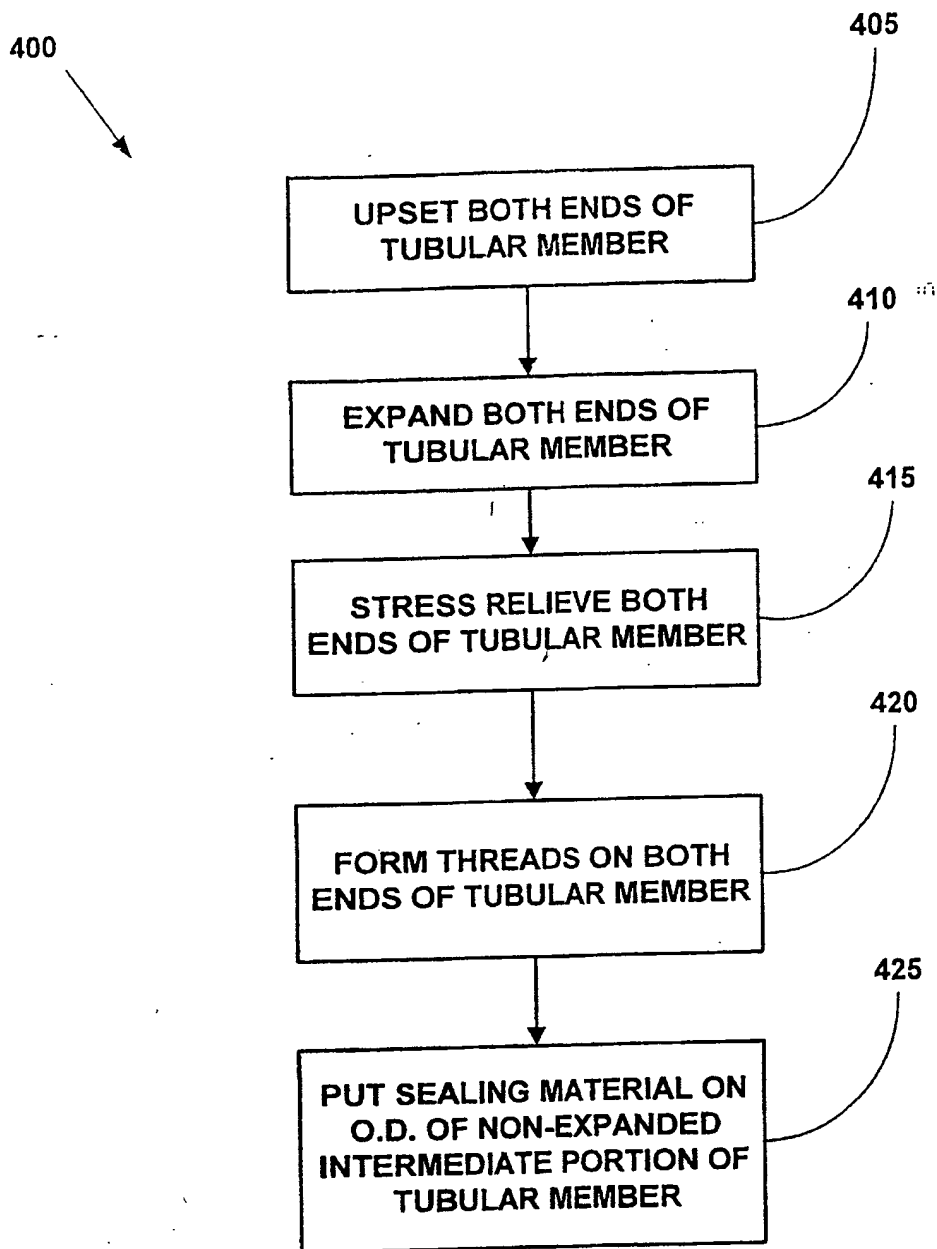 400
405
UPSET BOTH ENDS OF
TUBULAR MEMBER
410
EXPAND BOTH ENDS OF
TUBULAR MEMBER
415
STRESS RELIEVE BOTH
ENDS OF TUBULAR MEMBER
420
FORM THREADS ON BOTH
ENDS OF TUBULAR MEMBER
425
PUT SEALING MATERIAL ON
O.D. OF NON-EXPANDED
INTERMEDIATE PORTION OF
TUBULAR MEMBER